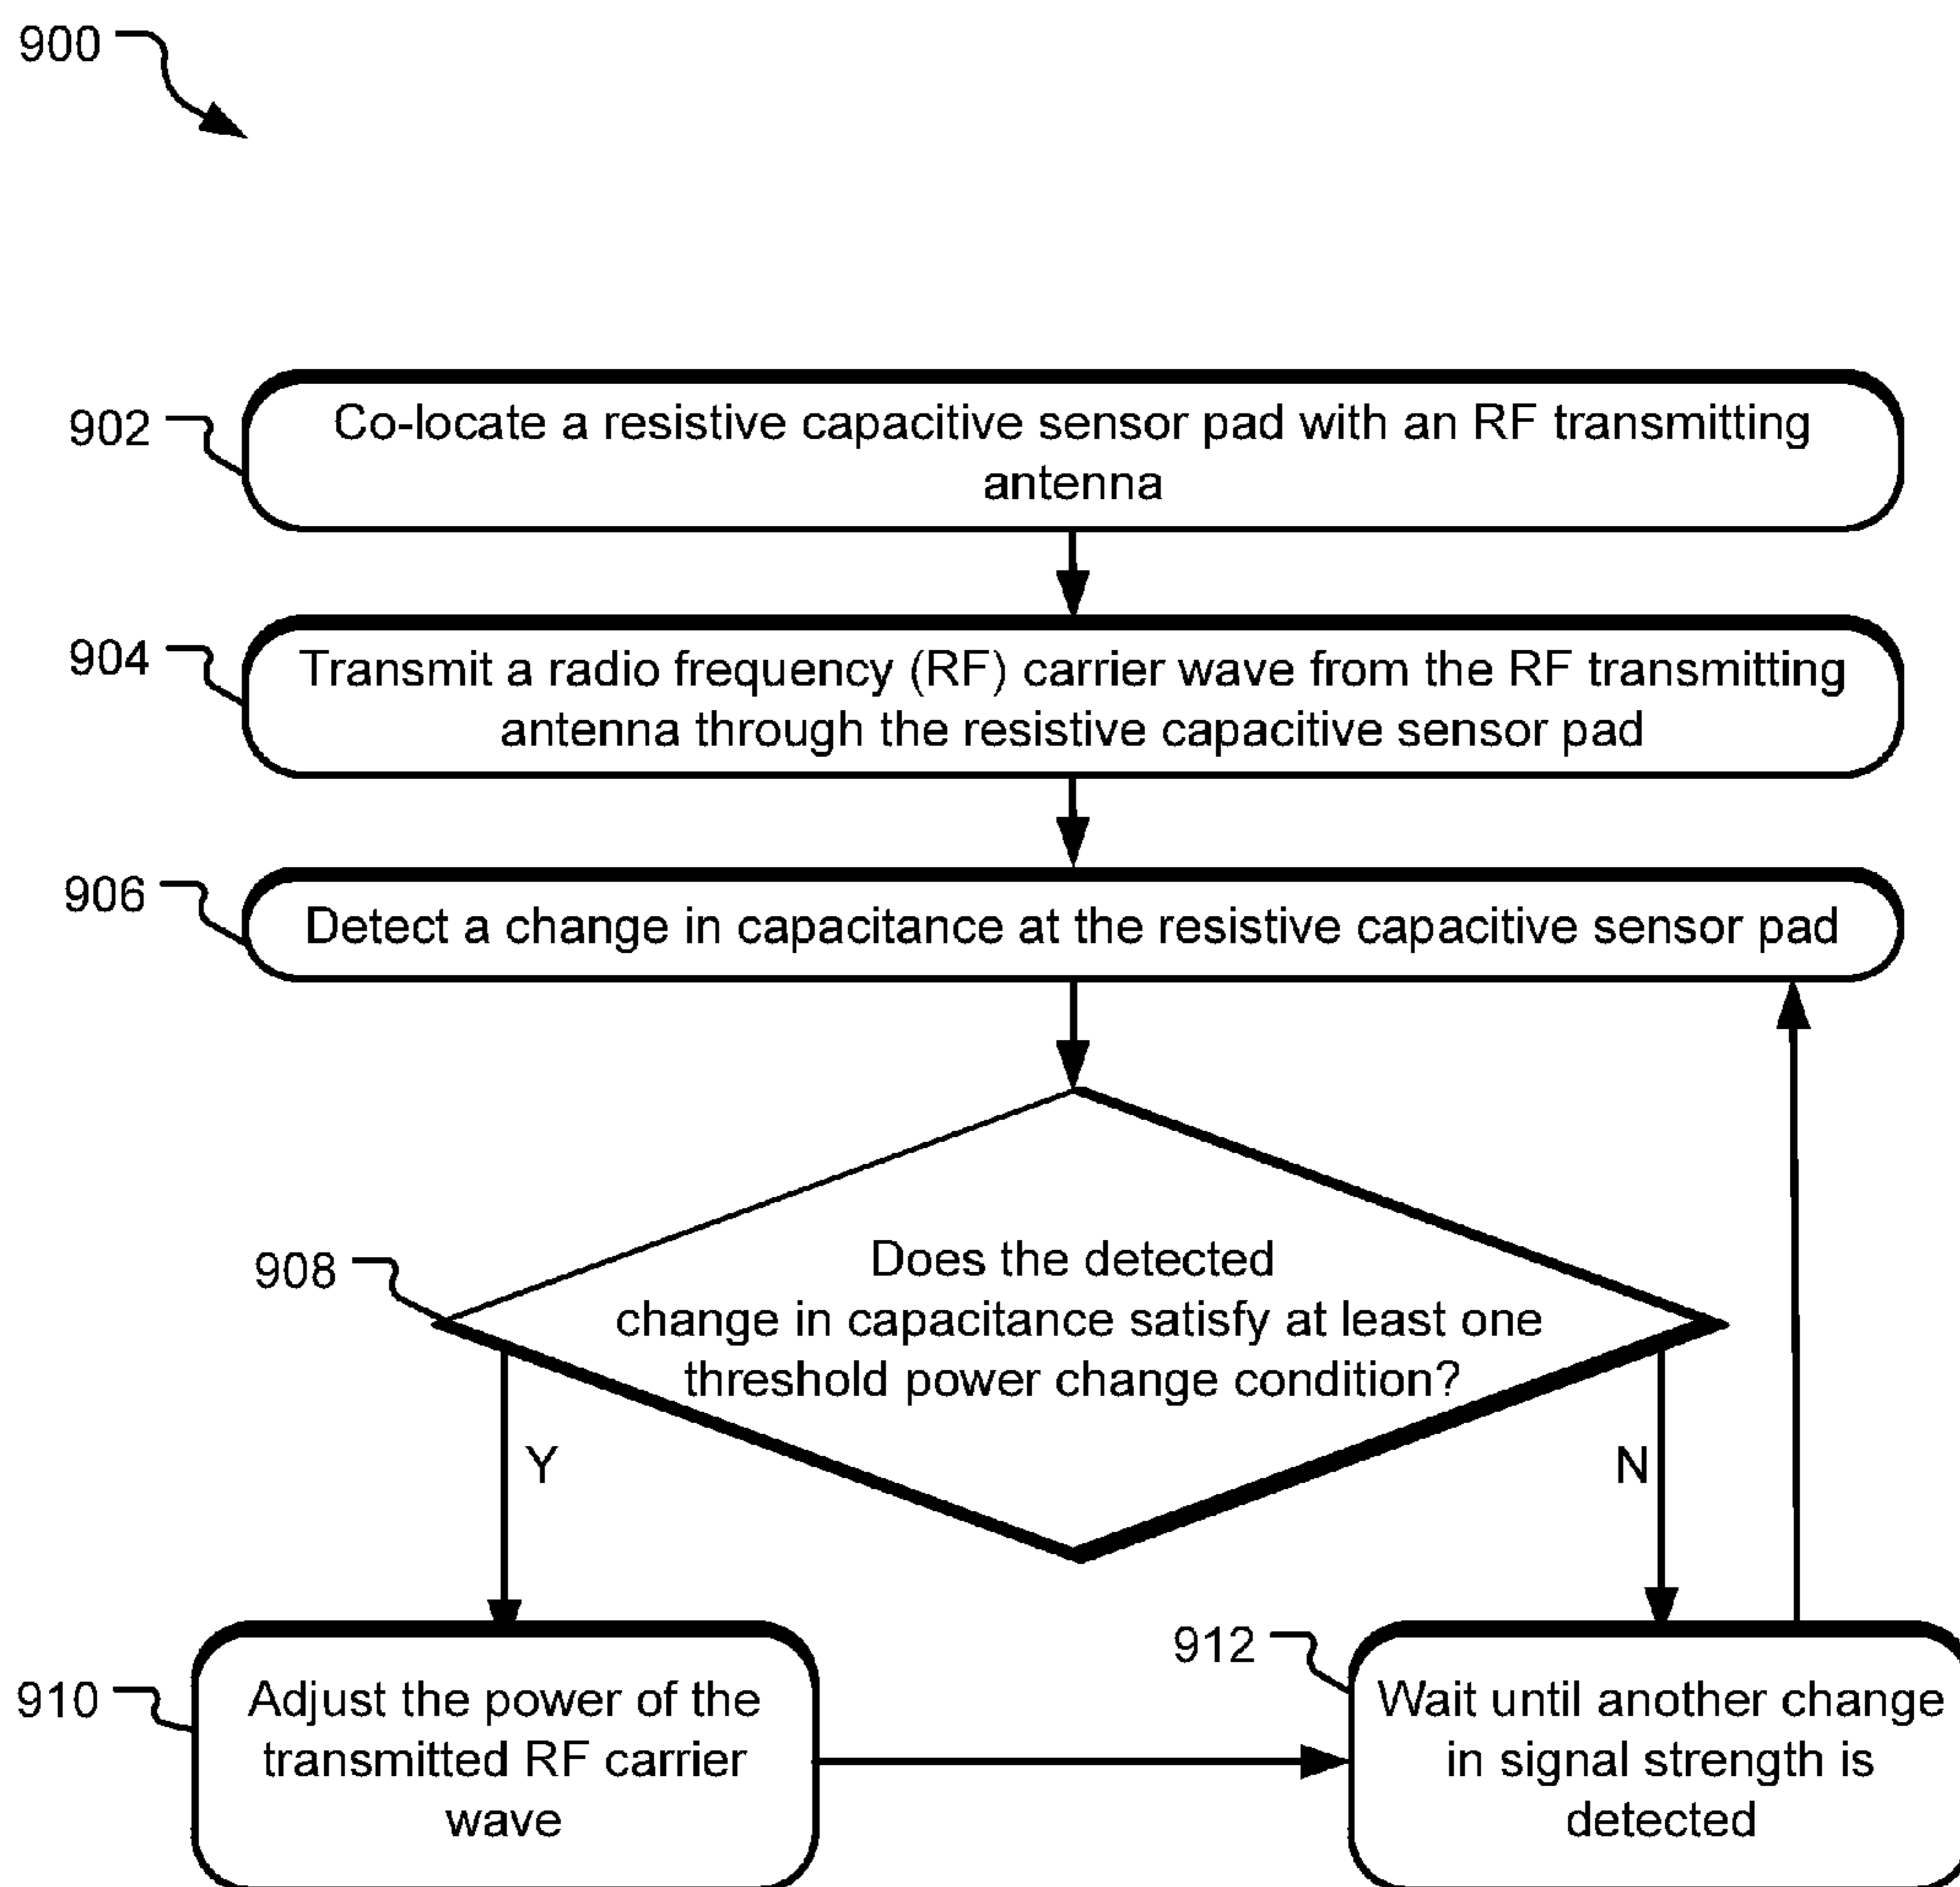 900
902
Co-locate a resistive capacitive sensor pad with an RF transmitting
antenna
904
Transmit a radio frequency (RF) carrier wave from the RF transmitting
antenna through the resistive capacitive sensor pad
906
Detect a change in capacitance at the resistive capacitive sensor pad
908
Does the detected
change in capacitance satisfy at least one
threshold power change condition?
Y
N
910
Adjust the power of the
transmitted RF carrier
wave
912
Wait until another change
in signal strength is
detected